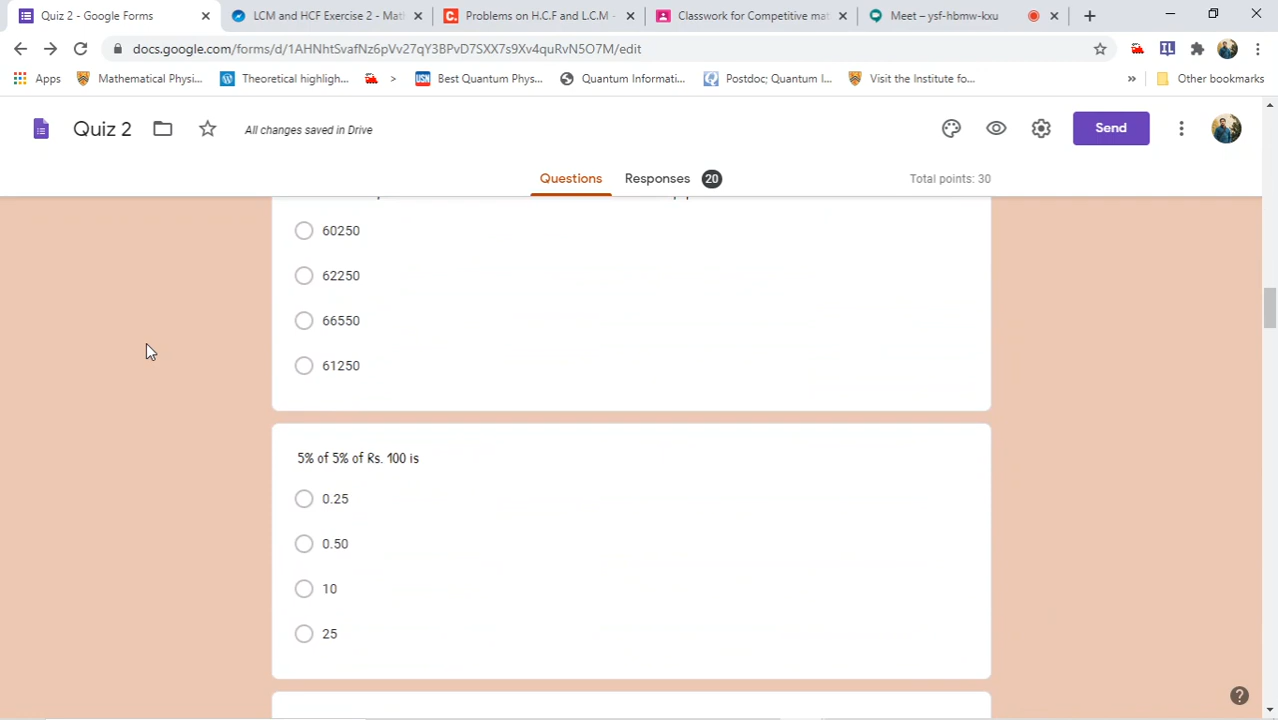 Quiz 2 - Google Forms
LCM and HCF Exercise 2 - Mat
Problems on H.C.F and L.C.M -
Classwork for Competitive mat
Meet – ysf-hbmw-kxu
docs.google.com/forms/d/1AHNhtSvafNz6pVv27qY3BPvD7SXX7s9Xv4quRvN5O7M/edit
Apps
Mathematical Physi...
Theoretical highligh...
>
Best Quantum Phys...
Quantum Informati...
Postdoc; Quantum I...
Visit the Institute fo...
»
Other bookmarks
Quiz 2
All changes saved in Drive
Send
Questions
Responses 20
Total points: 30
60250
62250
66550
61250
5% of 5% of Rs. 100 is
0.25
0.50
10
25